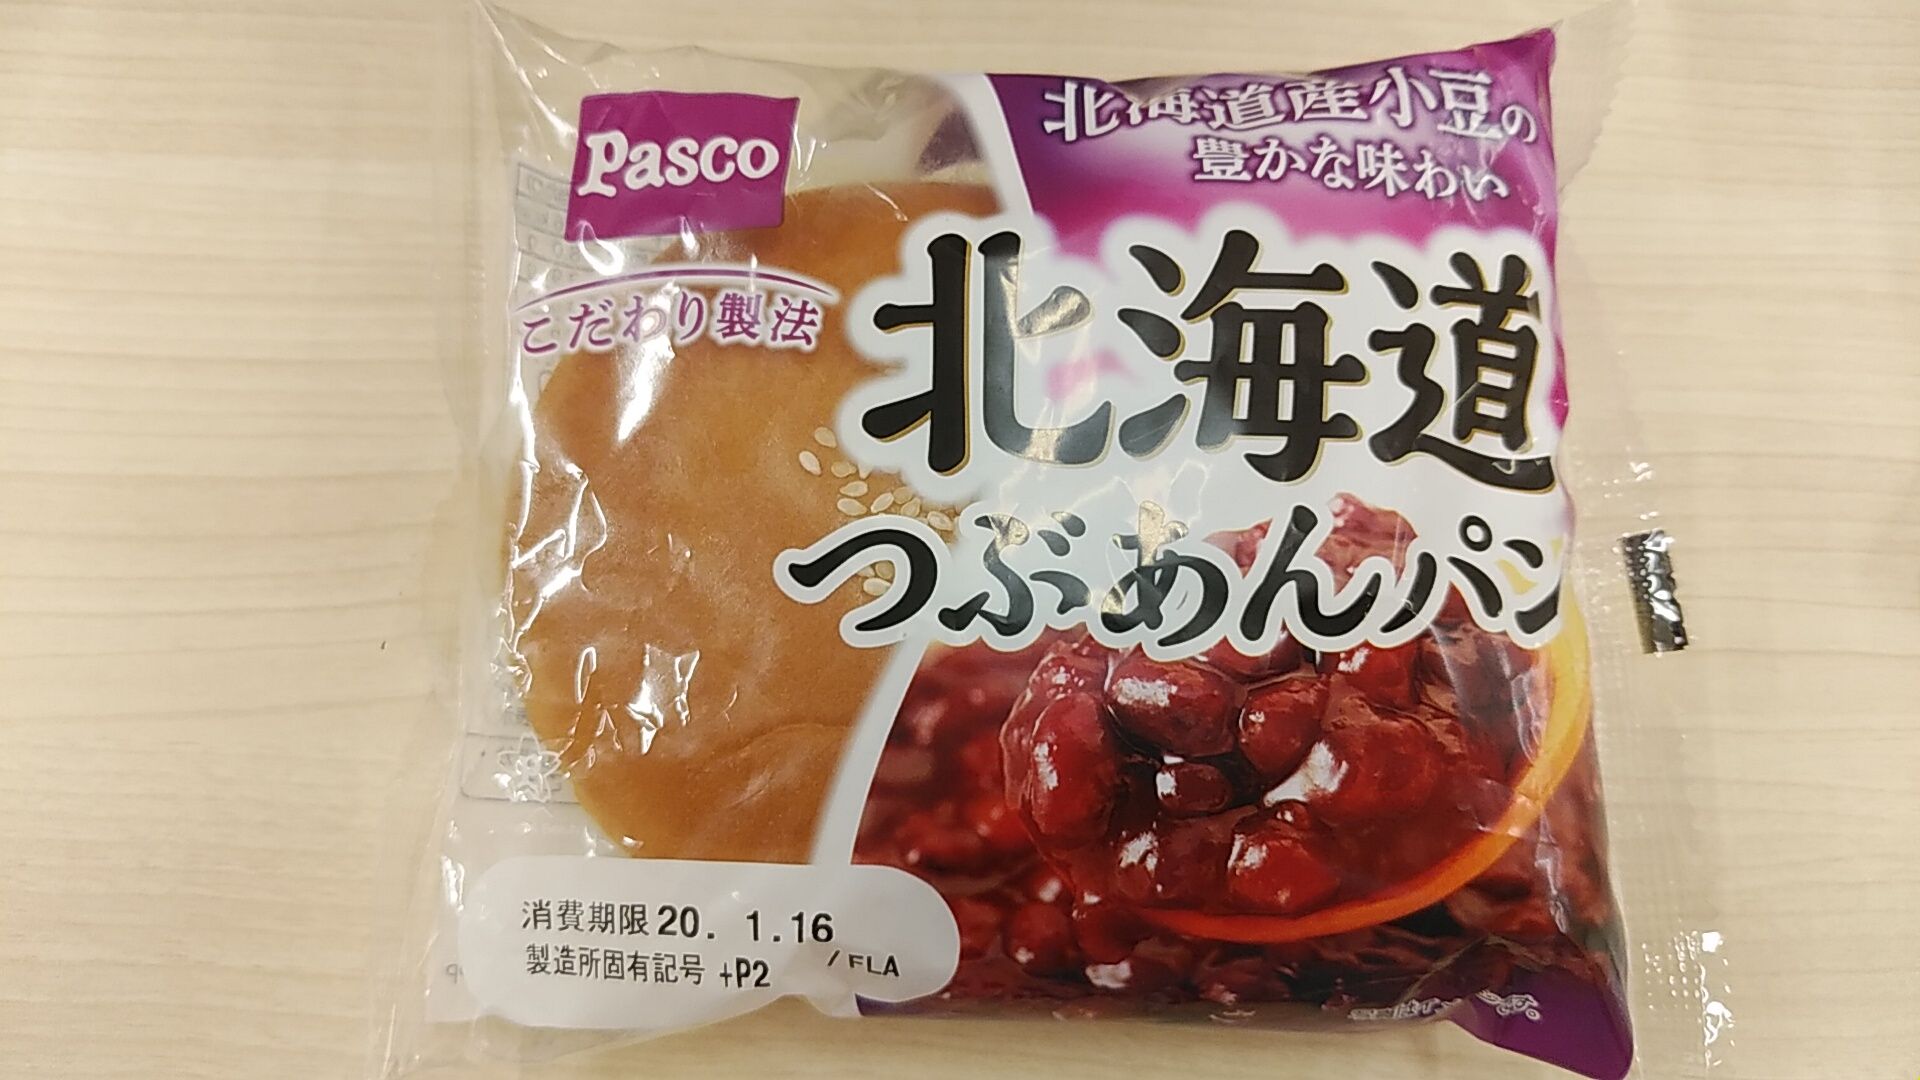 Pasco
北海道産小豆の
豊かな味わい
こだわり製法
北海道
つぶあんパン
消費期限 20. 1.16
製造所固有記号 +P2 /FLA